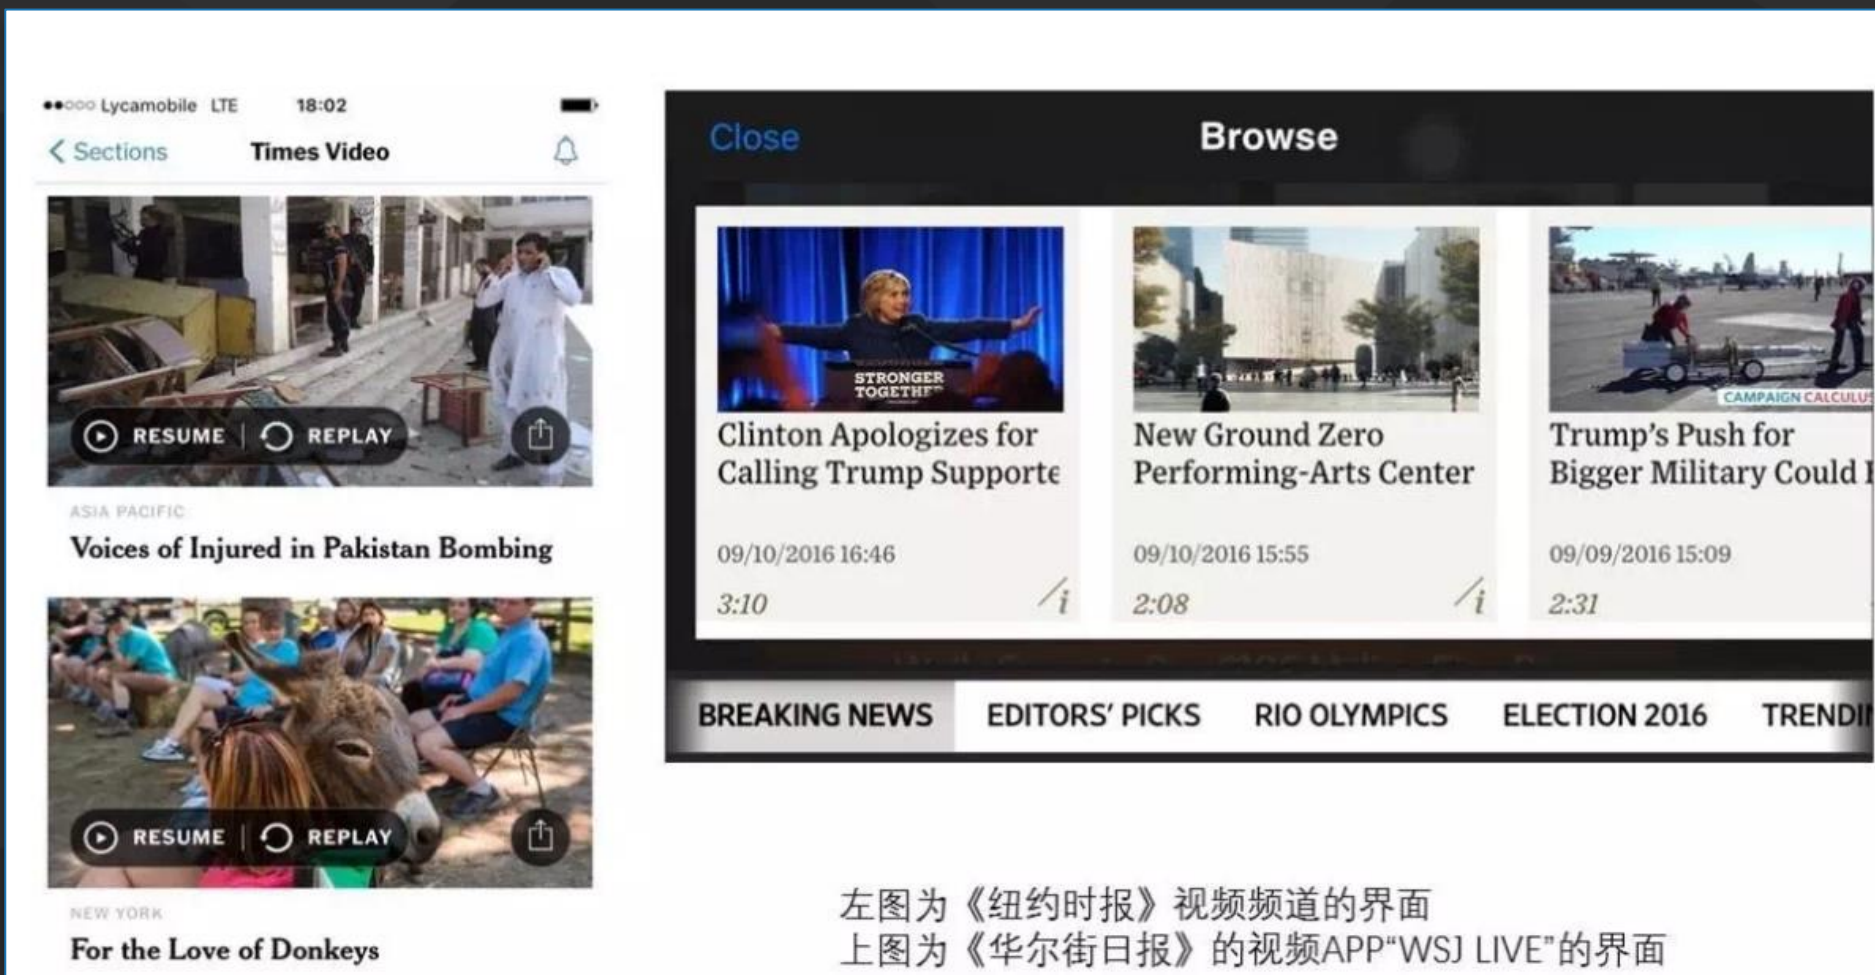 Lycamobile LTE 18:02
Sections Times Video
RESUME REPLAY
ASIA PACIFIC
Voices of Injured in Pakistan Bombing
RESUME REPLAY
NEW YORK
For the Love of Donkeys
Close Browse
STRONGER
TOGETHER
Clinton Apologizes for
Calling Trump Supporte
09/10/2016 16:46
3:10 i
New Ground Zero
Performing-Arts Center
09/10/2016 15:55
2:08 i
CAMPAIGN CALCULUS
Trump's Push for
Bigger Military Could
09/09/2016 15:09
2:31
BREAKING NEWS EDITORS' PICKS RIO OLYMPICS ELECTION 2016 TRENDIN
左图为《纽约时报》视频频道的界面
上图为《华尔街日报》的视频APP“WSJ LIVE”的界面